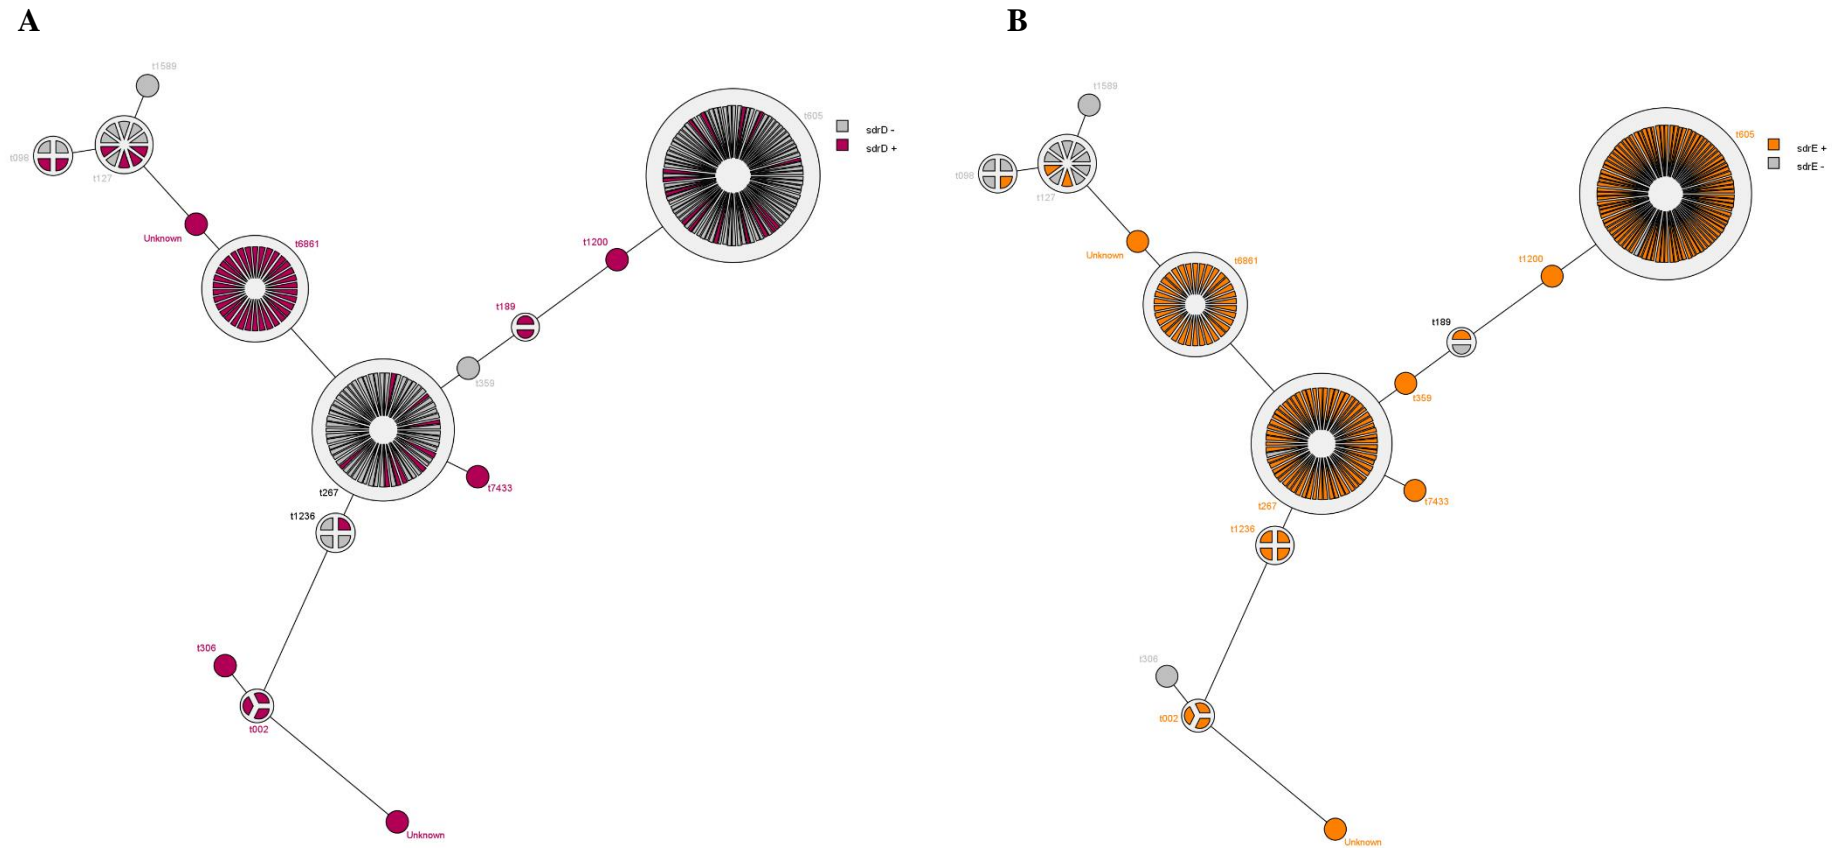 A
t1589
t605
sdrD -
sdrD +
t098
t127
Unknown
t6861
t1200
t189
t359
t267
t7433
t1236
t306
t002
Unknown
B
t1589
t605
sdrE +
sdrE -
t098
t127
Unknown
t6861
t1200
t189
t359
t7433
t267
t1236
t306
t002
Unknown